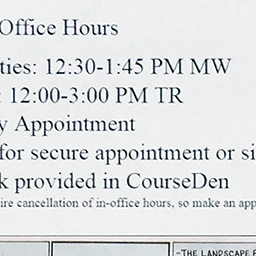 Office Hours
ties: 12:30-1:45 PM MW
: 12:00-3:00 PM TR
y Appointment
for secure appointment or si
k provided in CourseDen
ire cancellation of in-office hours, so make an app
-THE LANDSCAPE